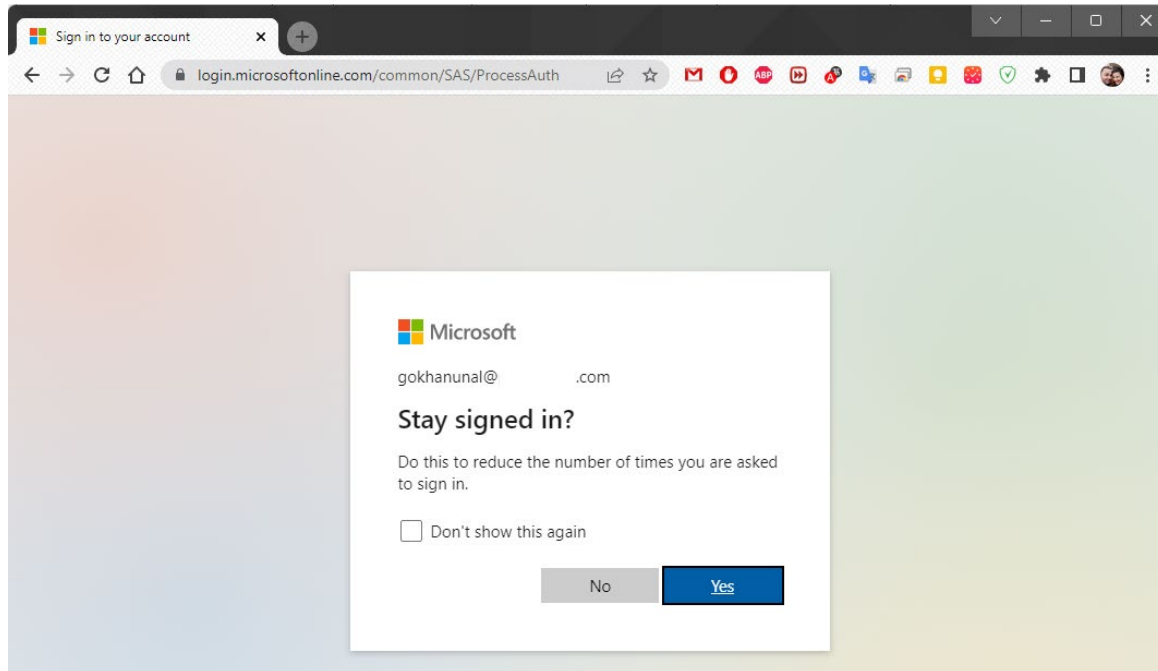 Sign in to your account
login.microsoftonline.com/common/SAS/ProcessAuth
ABP
Microsoft
gokhanunal@ .com
Stay signed in?
Do this to reduce the number of times you are asked
to sign in.
Don't show this again
No Yes